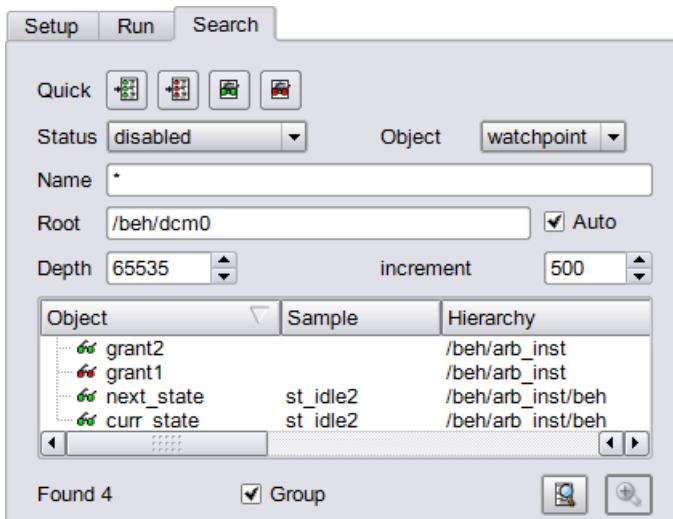 Setup Run Search
Quick
Status disabled Object watchpoint
Name *
Root /beh/dcm0 Auto
Depth 65535 increment 500
Object Sample Hierarchy
grant2 /beh/arb_inst
grant1 /beh/arb_inst
next_state st_idle2 /beh/arb_inst/beh
curr_state st_idle2 /beh/arb_inst/beh
Found 4 Group